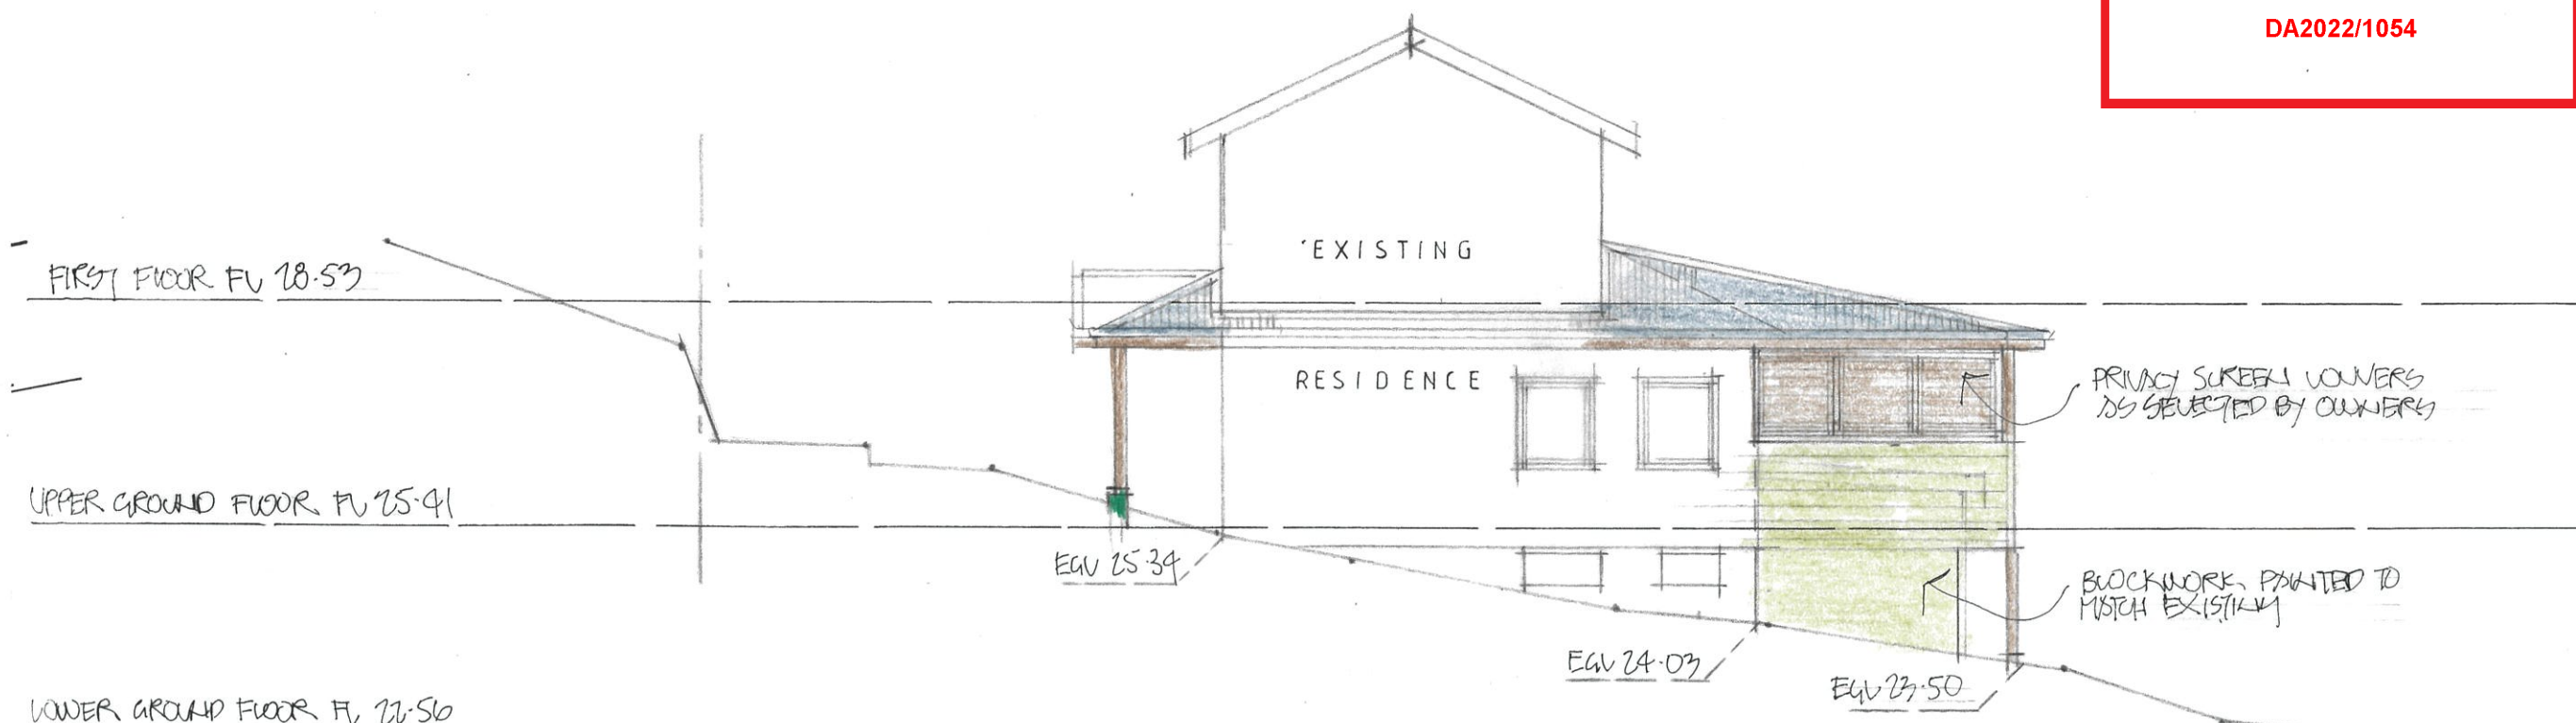 DA2022/1054
EXISTING
FIRST FLOOR FL 28.53
RESIDENCE
PRIVACY SCREEN LOUVERS
AS SELECTED BY OWNERS
UPPER GROUND FLOOR FL 25.41
EGL 25.34
BLOCKWORK PAINTED TO
MATCH EXISTING
EGL 24.03
EGL 23.50
LOWER GROUND FLOOR FL 22.56